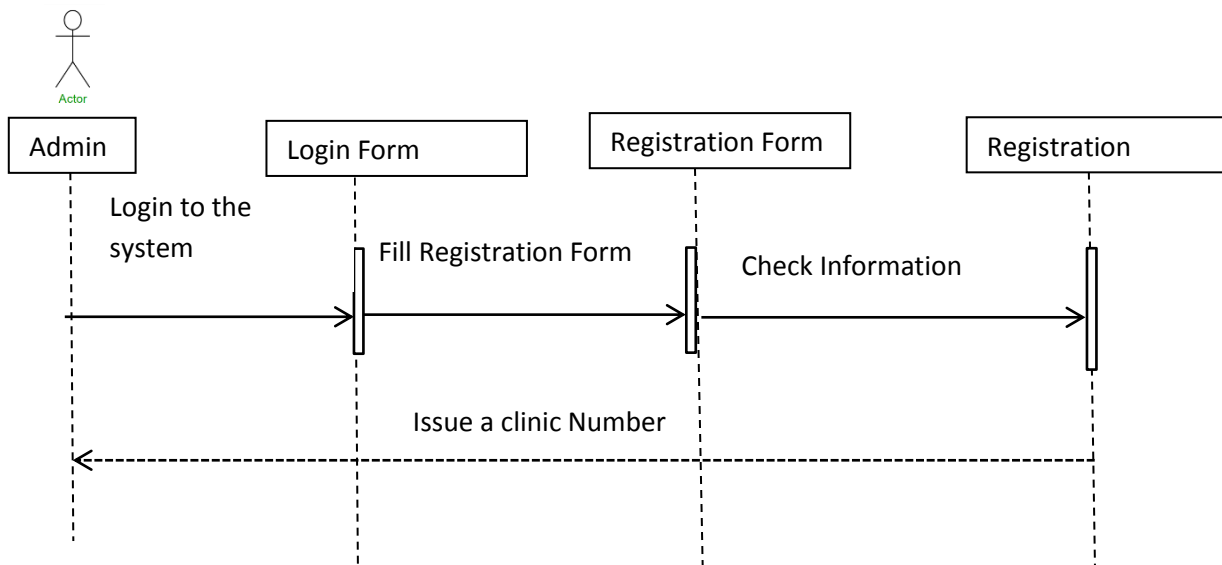 Actor
Admin
Login Form
Registration Form
Registration
Login to the
system
Fill Registration Form
Check Information
Issue a clinic Number